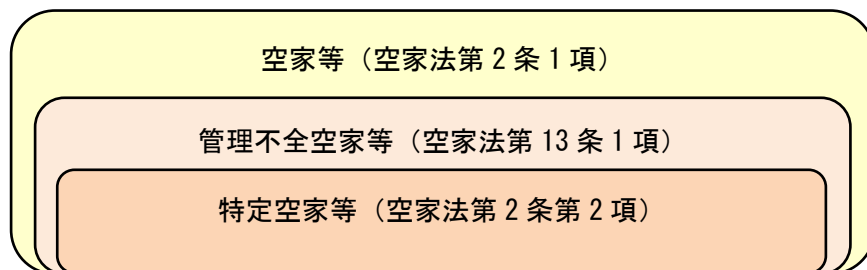 空家等（空家法第2条1項）
管理不全空家等（空家法第13条1項）
特定空家等（空家法第2条第2項）